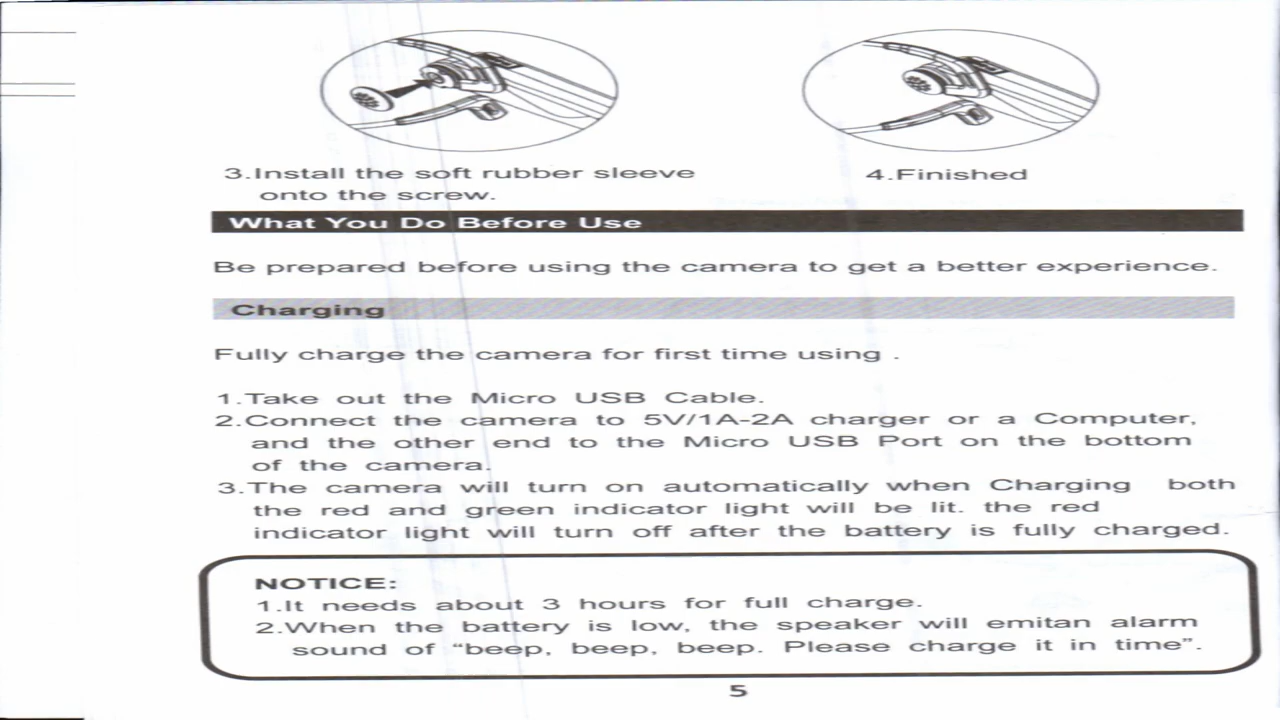 3.Install the soft rubber sleeve
onto the screw.
4.Finished
What You Do Before Use
Be prepared before using the camera to get a better experience.
Charging
Fully charge the camera for first time using .
1.Take out the Micro USB Cable.
2.Connect the camera to 5V/1A-2A charger or a Computer,
and the other end to the Micro USB Port on the bottom
of the camera.
3.The camera will turn on automatically when Charging both
the red and green indicator light will be lit. the red
indicator light will turn off after the battery is fully charged.
NOTICE:
1.It needs about 3 hours for full charge.
2.When the battery is low, the speaker will emitan alarm
sound of “beep, beep, beep. Please charge it in time”.
5